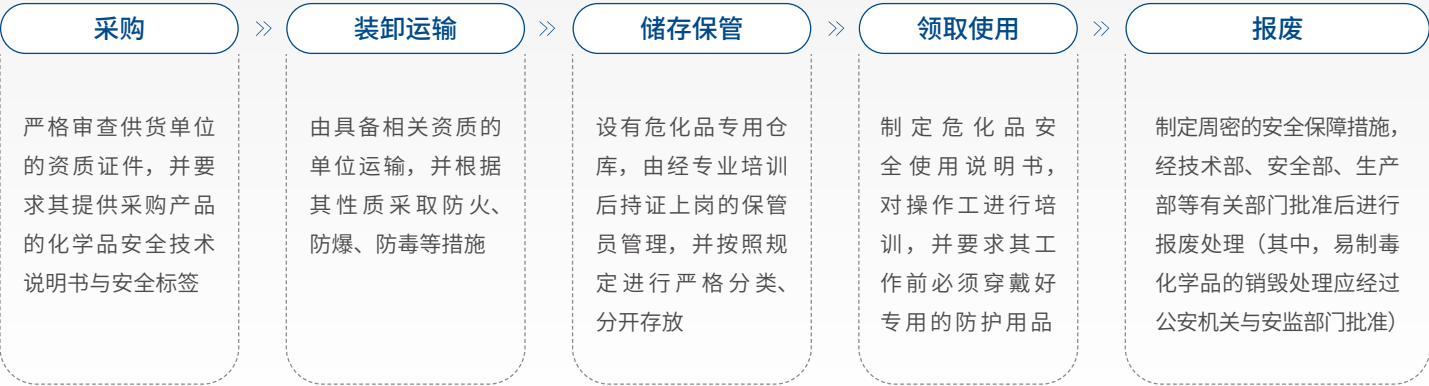 采购
严格审查供货单位
的资质证件，并要
求其提供采购产品
的化学品安全技术
说明书与安全标签
装卸运输
由具备相关资质的
单位运输，并根据
其性质采取防火、
防爆、防毒等措施
储存保管
设有危化品专用仓
库，由经专业培训
后持证上岗的保管
员管理，并按照规
定进行严格分类、
分开存放
领取使用
制定危化品安
全使用说明书，
对操作工进行培
训，并要求其工
作前必须穿戴好
专用的防护用品
报废
制定周密的安全保障措施，
经技术部、安全部、生产
部等有关部门批准后进行
报废处理（其中，易制毒
化学品的销毁处理应经过
公安机关与安监部门批准）